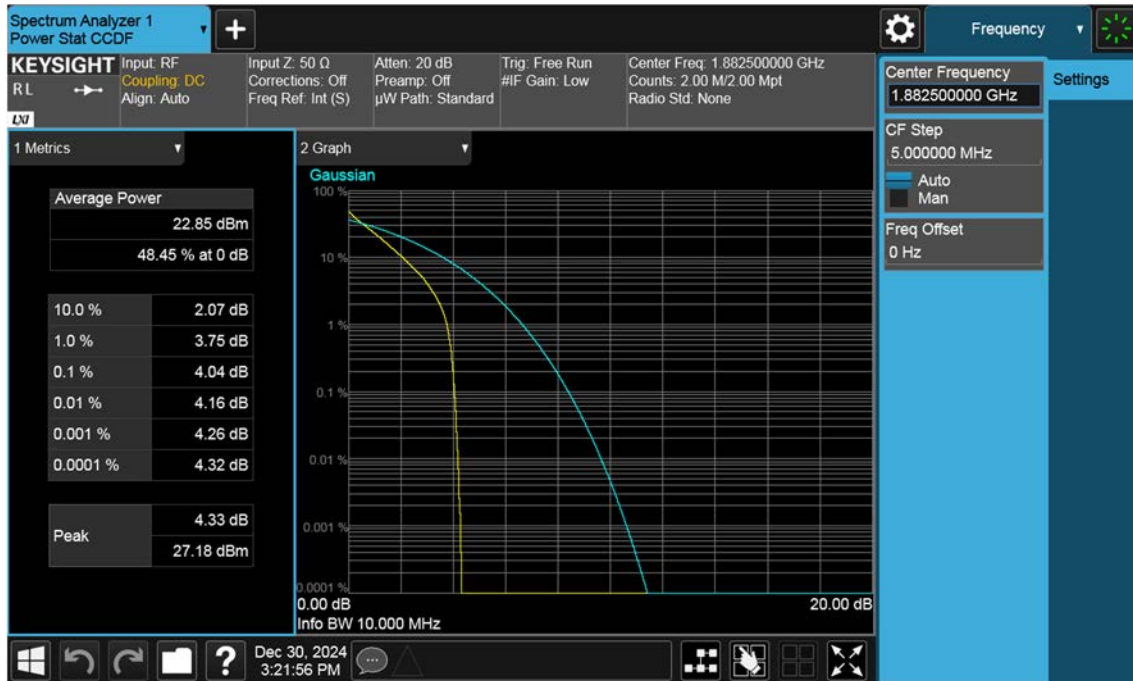 Spectrum Analyzer 1
Power Stat CCDF
Frequency
KEYSIGHT
R L
LXI
Input: RF
Coupling: DC
Align: Auto
Input Z: 50 Ω
Corrections: Off
Freq Ref: Int (S)
Atten: 20 dB
Preamp: Off
µW Path: Standard
Trig: Free Run
#IF Gain: Low
Center Freq: 1.882500000 GHz
Counts: 2.00 M/2.00 Mpt
Radio Std: None
Center Frequency
1.882500000 GHz
Settings
CF Step
5.000000 MHz
Auto
Man
Freq Offset
0 Hz
1 Metrics
Average Power
22.85 dBm
48.45 % at 0 dB
10.0 % 2.07 dB
1.0 % 3.75 dB
0.1 % 4.04 dB
0.01 % 4.16 dB
0.001 % 4.26 dB
0.0001 % 4.32 dB
Peak
4.33 dB
27.18 dBm
2 Graph
Gaussian
100 %
10 %
1 %
0.1 %
0.01 %
0.001 %
0.0001 %
0.00 dB 20.00 dB
Info BW 10.000 MHz
?
Dec 30, 2024
3:21:56 PM